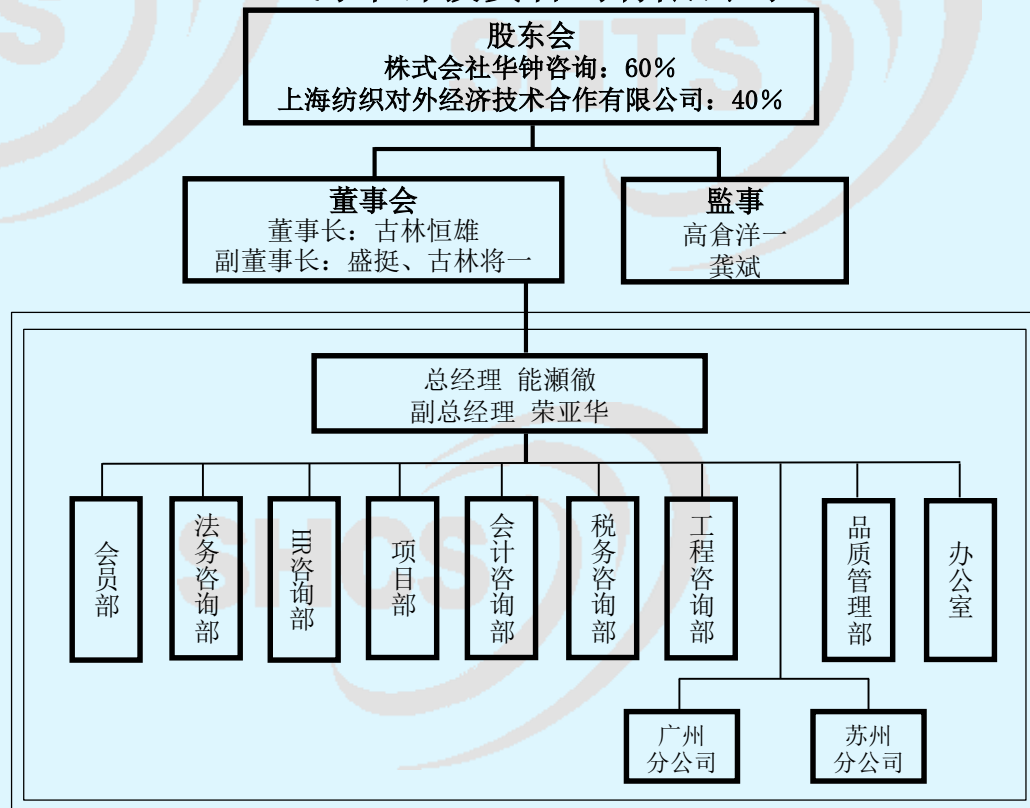 股东会
株式会社华钟咨询：60%
上海纺织对外经济技术合作有限公司：40%
董事会
董事长：古林恒雄
副董事长：盛挺、古林将一
監事
高倉洋一
龚斌
总经理 能瀬徹
副总经理 荣亚华
会员部
法务咨询部
HR咨询部
项目部
会计咨询部
税务咨询部
工程咨询部
品质管理部
办公室
广州
分公司
苏州
分公司
SHCS